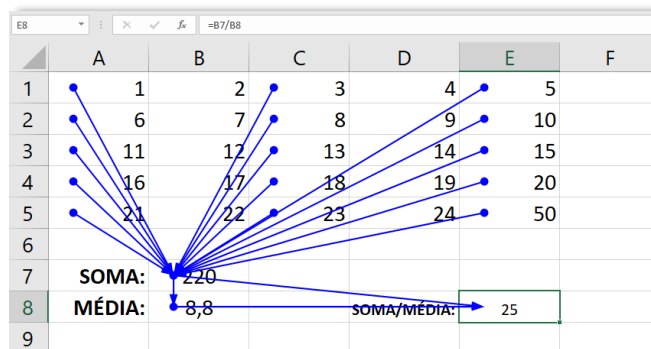 E8 fx =B7/B8
A B C D E F
1 1 2 3 4 5
2 6 7 8 9 10
3 11 12 13 14 15
4 16 17 18 19 20
5 21 22 23 24 50
6
7 SOMA: 220
8 MÉDIA: 8,8 SOMA/MÉDIA: 25
9